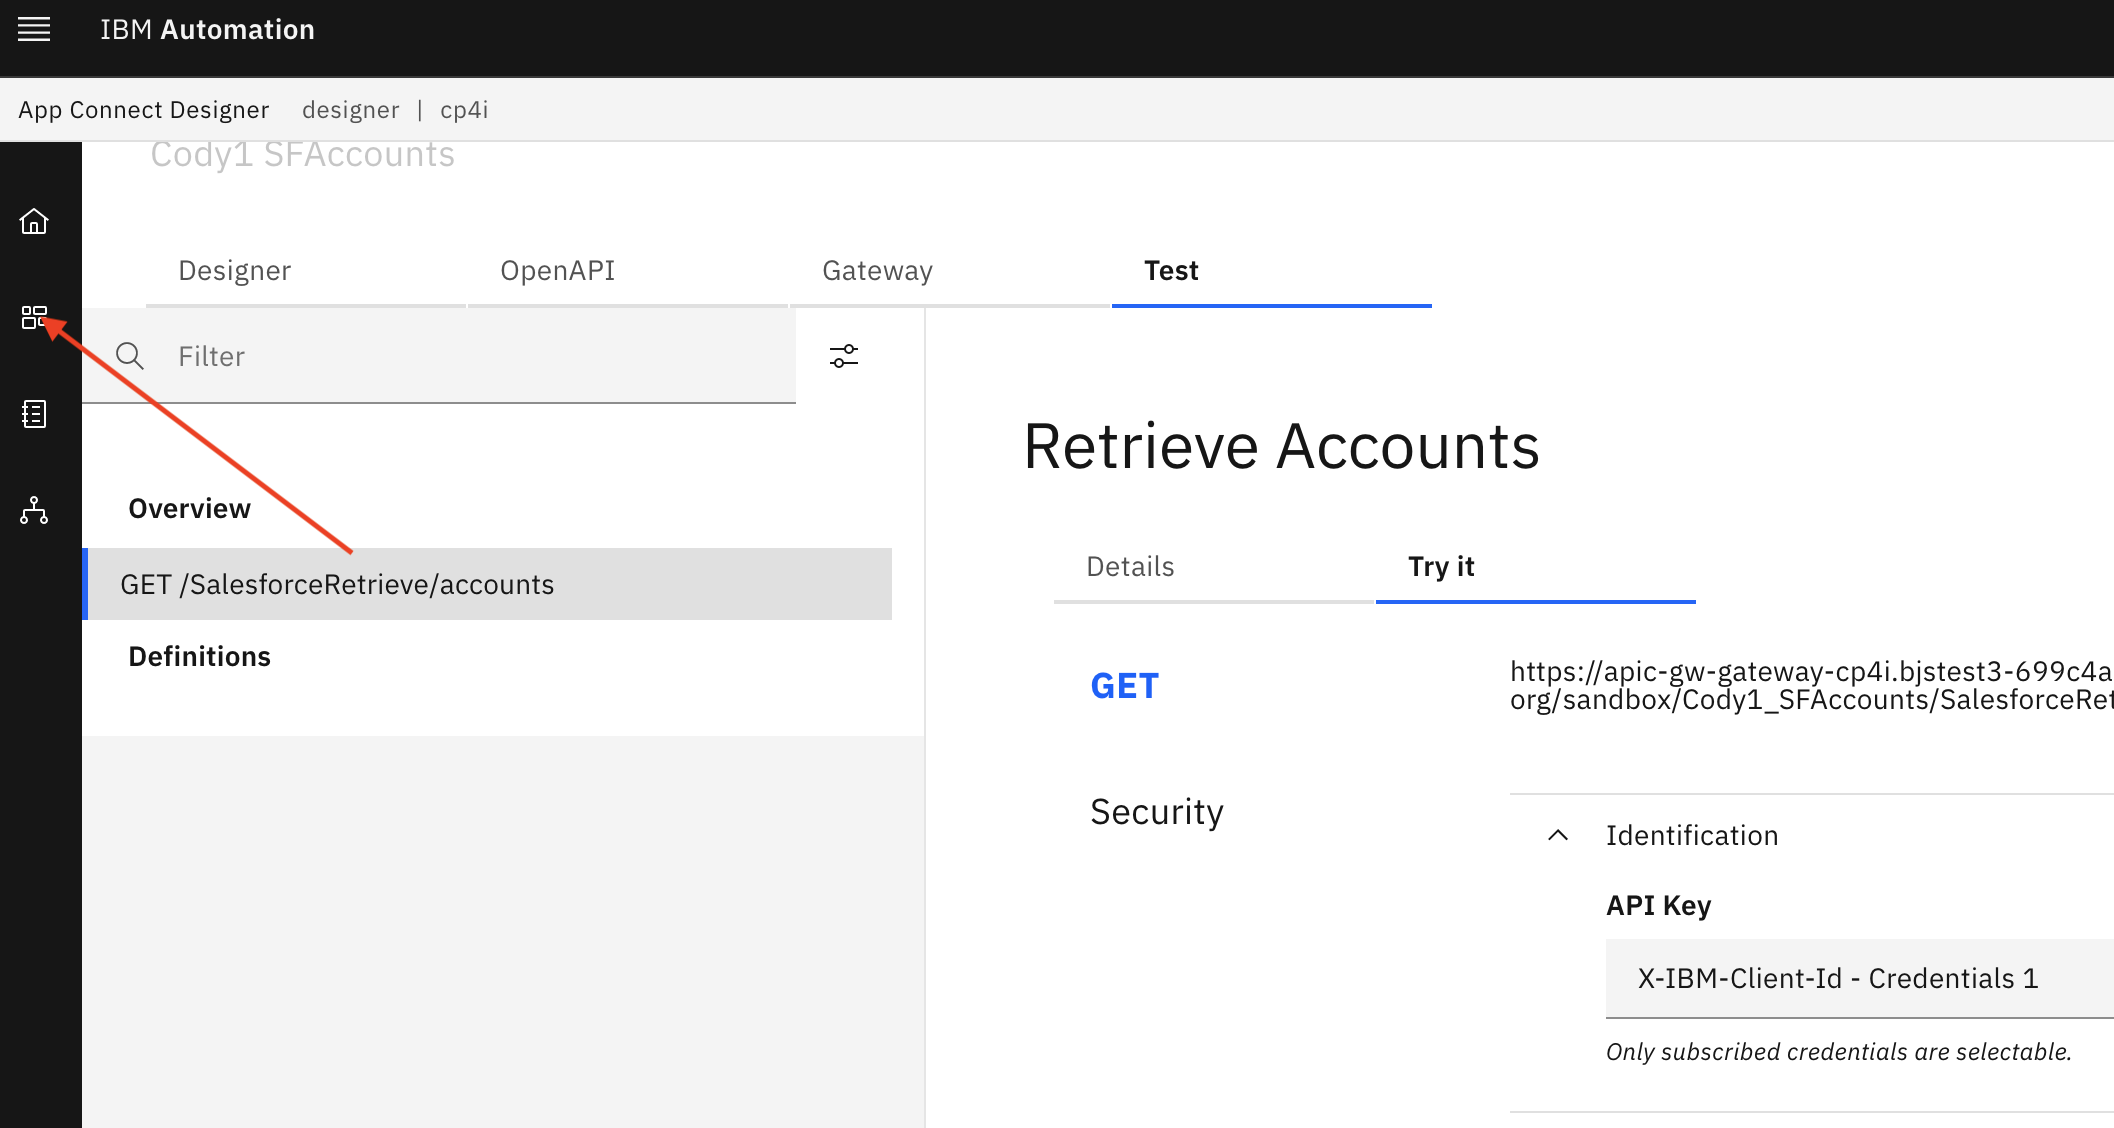 IBM Automation
App Connect Designer designer | cp4i
Cody1 SFAccounts
Designer OpenAPI Gateway Test
Filter
Retrieve Accounts
Overview
Details Try it
GET /SalesforceRetrieve/accounts
Definitions
GET
https://apic-gw-gateway-cp4i.bjstest3-699c4a
org/sandbox/Cody1_SFAccounts/SalesforceRet
Security
Identification
API Key
X-IBM-Client-Id - Credentials 1
Only subscribed credentials are selectable.